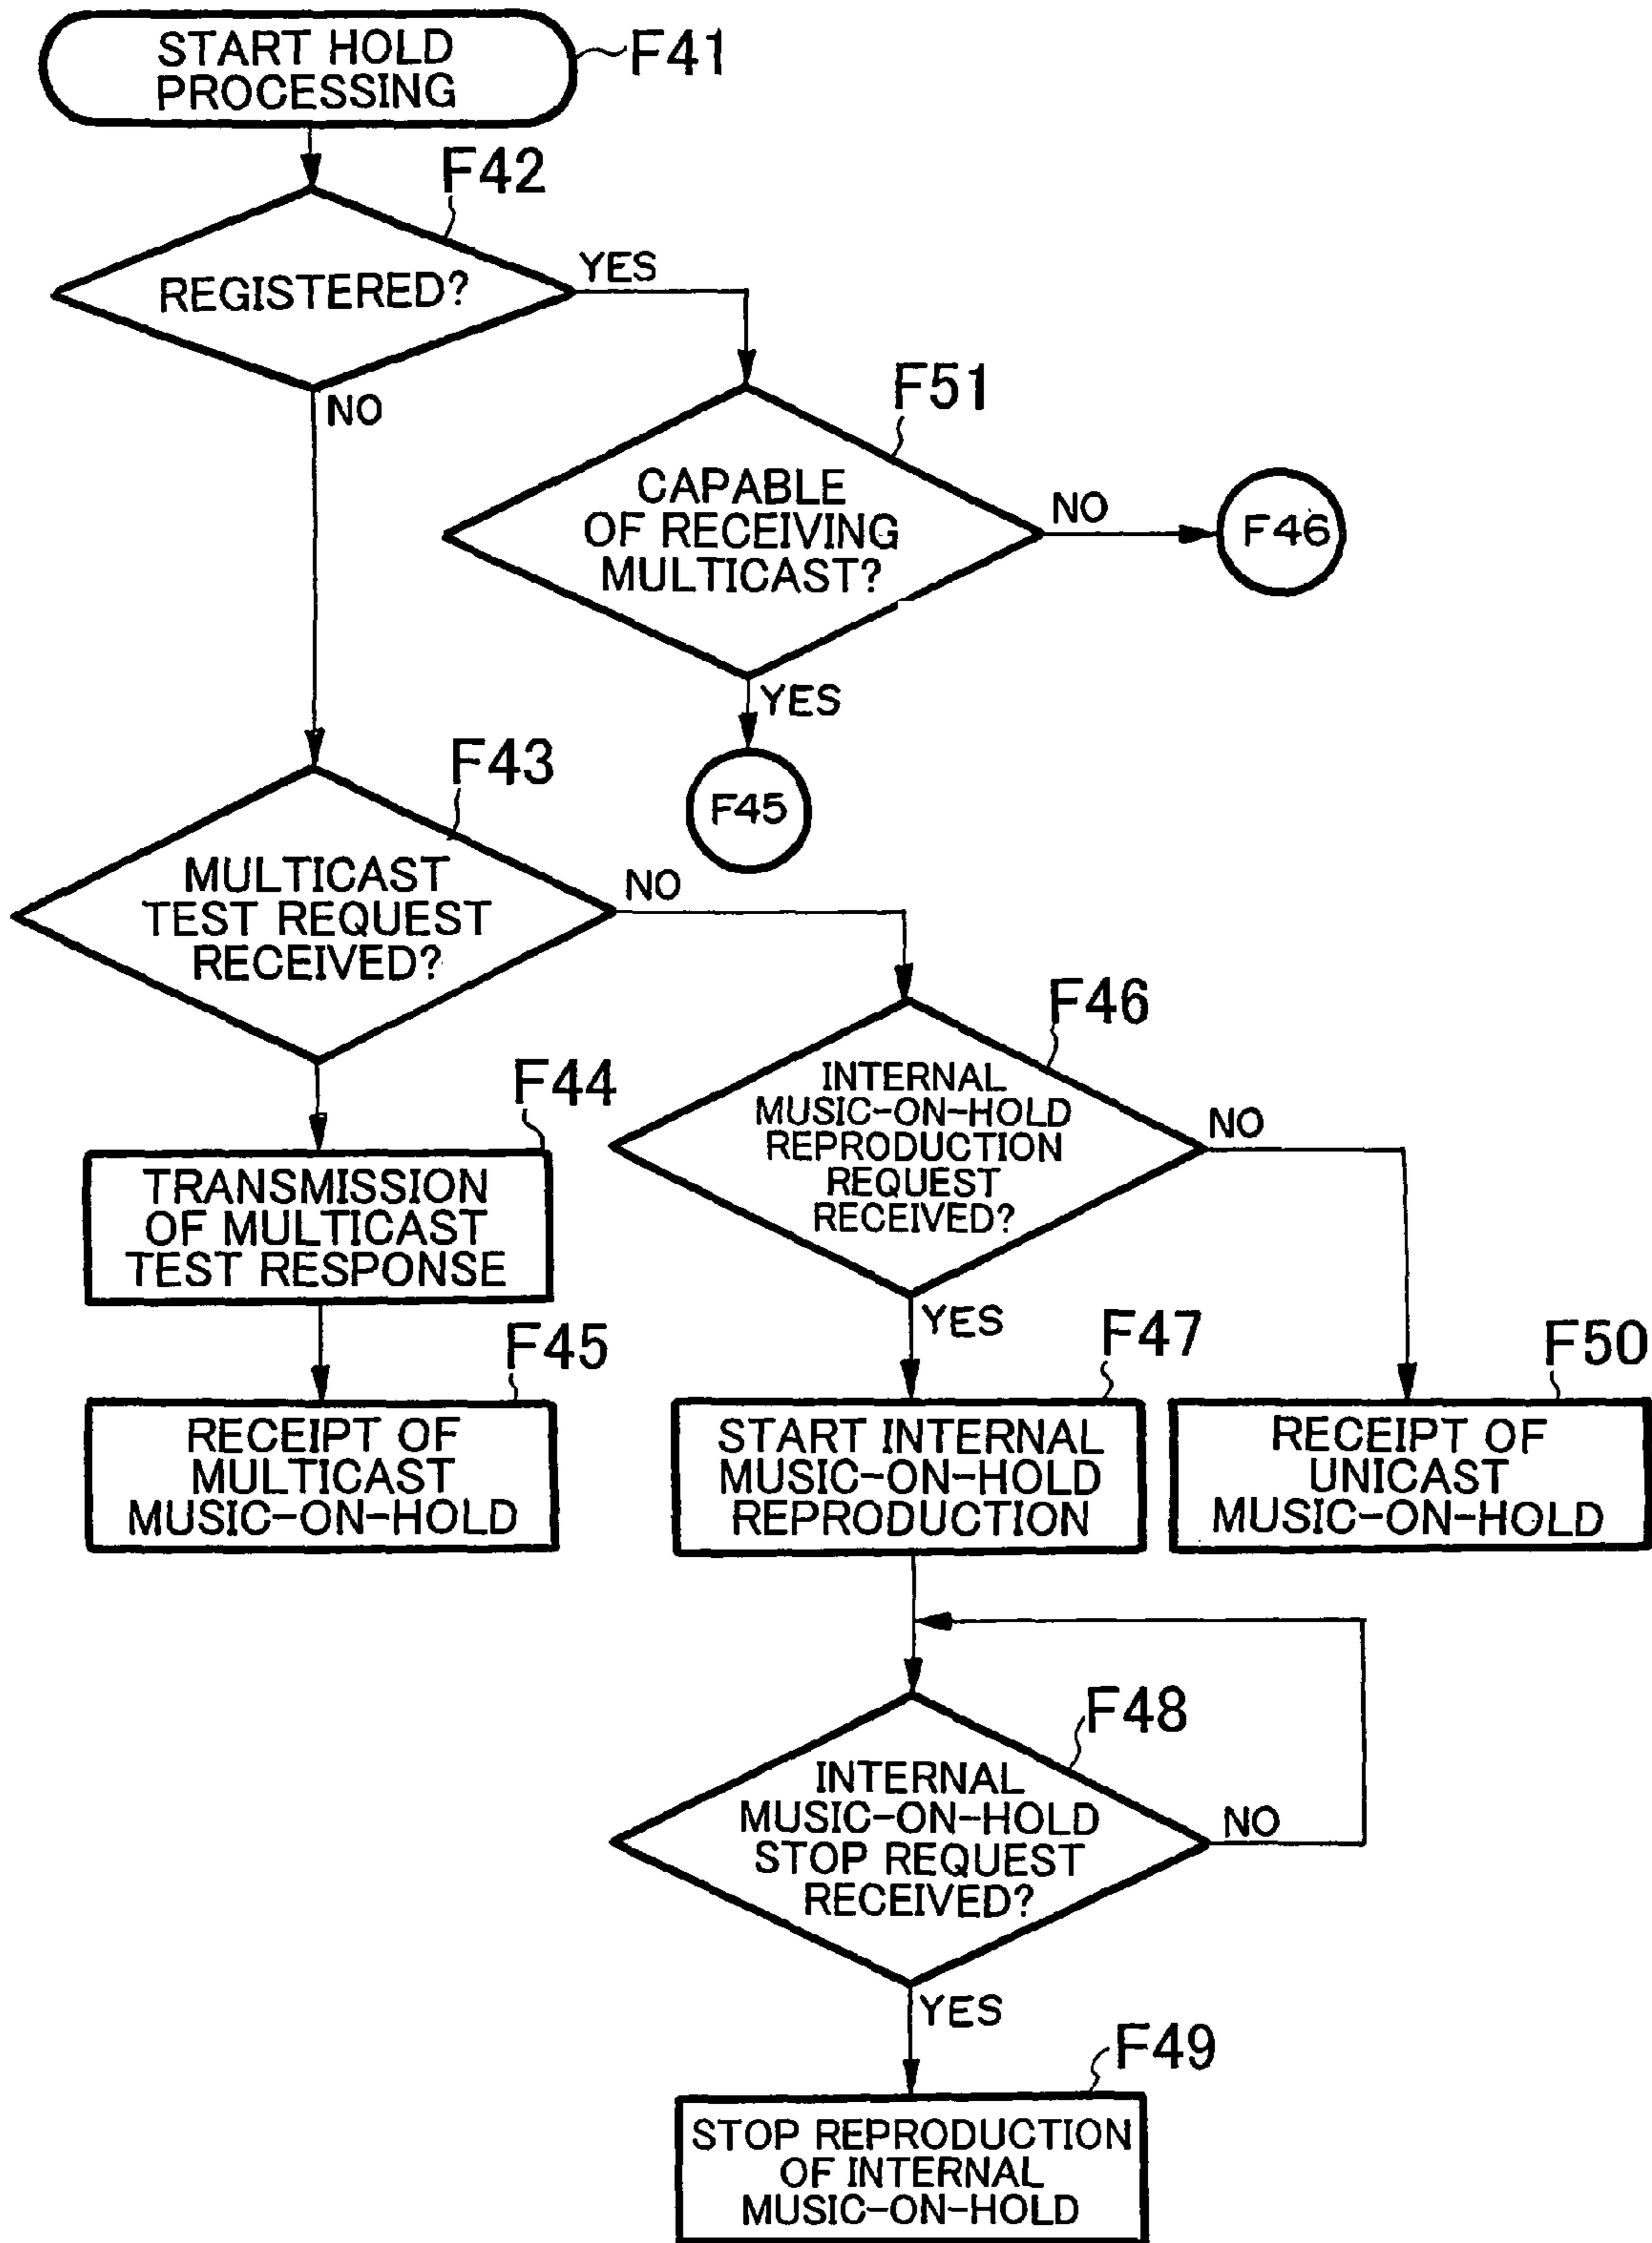 START HOLD
PROCESSING
F41
F42
REGISTERED?
YES
NO
F51
CAPABLE
OF RECEIVING
MULTICAST?
NO
F46
YES
F45
F43
MULTICAST
TEST REQUEST
RECEIVED?
NO
F46
INTERNAL
MUSIC-ON-HOLD
REPRODUCTION
REQUEST
RECEIVED?
NO
YES
F44
TRANSMISSION
OF MULTICAST
TEST RESPONSE
F45
RECEIPT OF
MULTICAST
MUSIC-ON-HOLD
F47
START INTERNAL
MUSIC-ON-HOLD
REPRODUCTION
F50
RECEIPT OF
UNICAST
MUSIC-ON-HOLD
F48
INTERNAL
MUSIC-ON-HOLD
STOP REQUEST
RECEIVED?
NO
YES
F49
STOP REPRODUCTION
OF INTERNAL
MUSIC-ON-HOLD